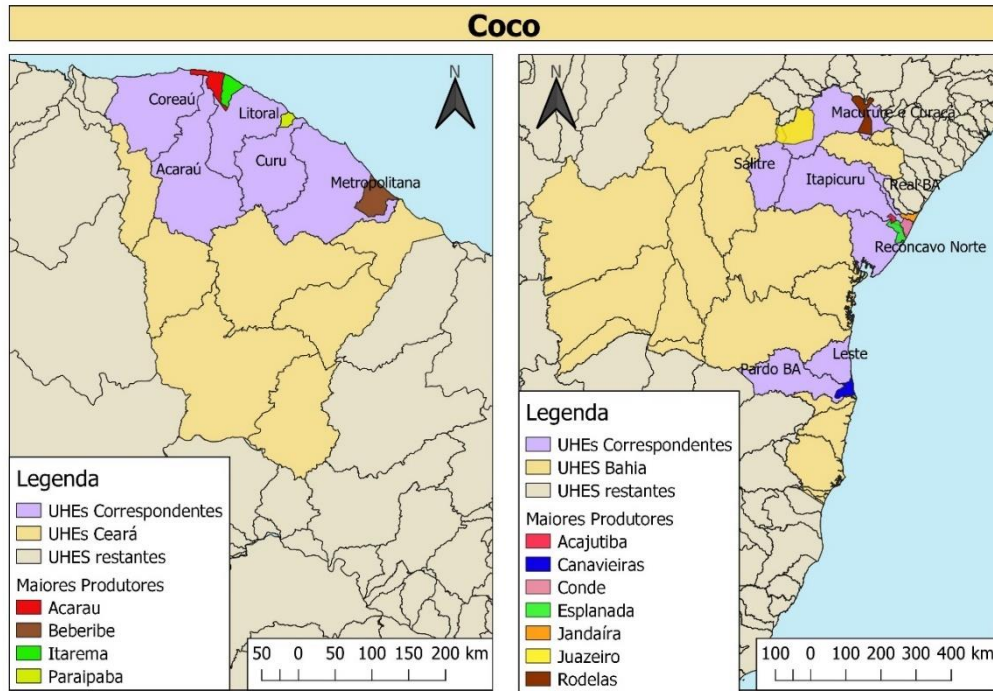 Coco
N
Coreaú
Litoral
Acaraú
Curu
Metropolitana
Legenda
UHEs Correspondentes
UHEs Ceará
UHES restantes
Maiores Produtores
Acarau
Beberibe
Itarema
Paraipaba
50 0 50 100 150 200 km
N
Macururé e Curaçá
Salitre
Itapicuru
Real BA
Recôncavo Norte
Leste
Pardo BA
Legenda
UHEs Correspondentes
UHES Bahia
UHES restantes
Maiores Produtores
Acajutiba
Canavieiras
Conde
Esplanada
Jandaíra
Juazeiro
Rodelas
100 0 100 200 300 400 km